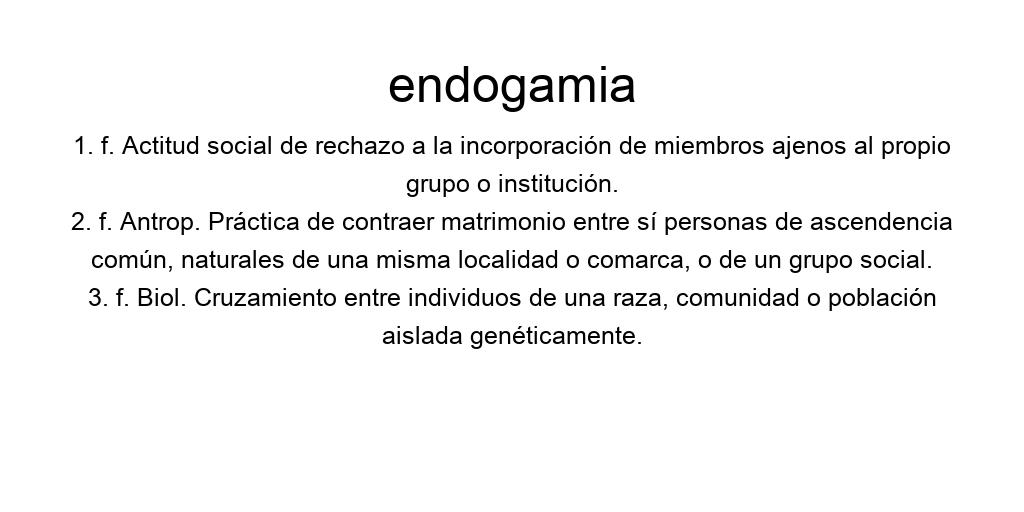 endogamia
1. f. Actitud social de rechazo a la incorporación de miembros ajenos al propio
grupo o institución.
2. f. Antrop. Práctica de contraer matrimonio entre sí personas de ascendencia
común, naturales de una misma localidad o comarca, o de un grupo social.
3. f. Biol. Cruzamiento entre individuos de una raza, comunidad o población
aislada genéticamente.